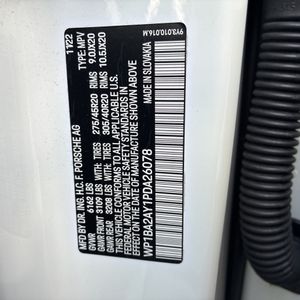 MFD. BY DR. ING. H.C. F. PORSCHE AG 11/22
GVWR 6162 LBS TYPE: MPV
GAWR FRONT 3109 LBS WITH: TIRES 275/45R20 RIMS 9.0JX20
GAWR REAR 3208 LBS WITH: TIRES 305/40R20 RIMS 10.5JX20
THIS VEHICLE CONFORMS TO ALL APPLICABLE
FEDERAL MOTOR VEHICLE SAFETY STANDARDS
IN EFFECT ON THE DATE OF MANUFACTURE SHOWN ABOVE.
WP1BA2AY1PDA26078
MADE IN SLOVAKIA
9Y3.010.016.M